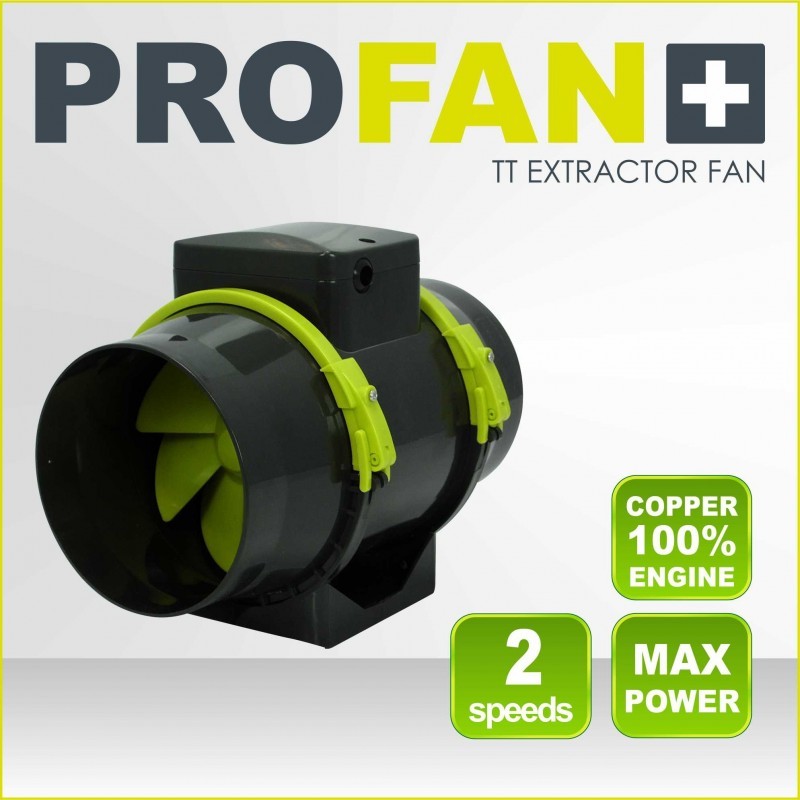 PROFAN+
TT EXTRACTOR FAN
COPPER
100%
ENGINE
2
speeds
MAX
POWER